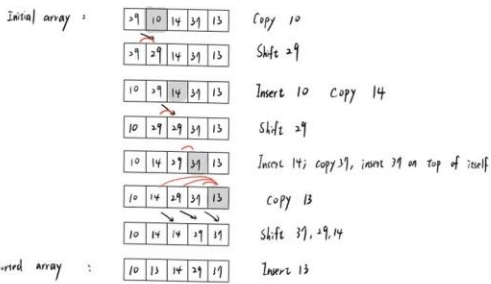 Initial array : 29 10 14 37 13 Copy 10
29 29 14 37 13 Shift 29
10 29 14 37 13 Insert 10 Copy 14
10 29 29 37 13 Shift 29
10 14 29 37 13 Insert 14; copy 37, insert 37 on top of itself
10 14 29 37 13 Copy 13
10 14 14 29 37 Shift 37, 29, 14
array : 10 13 14 29 37 Insert 13